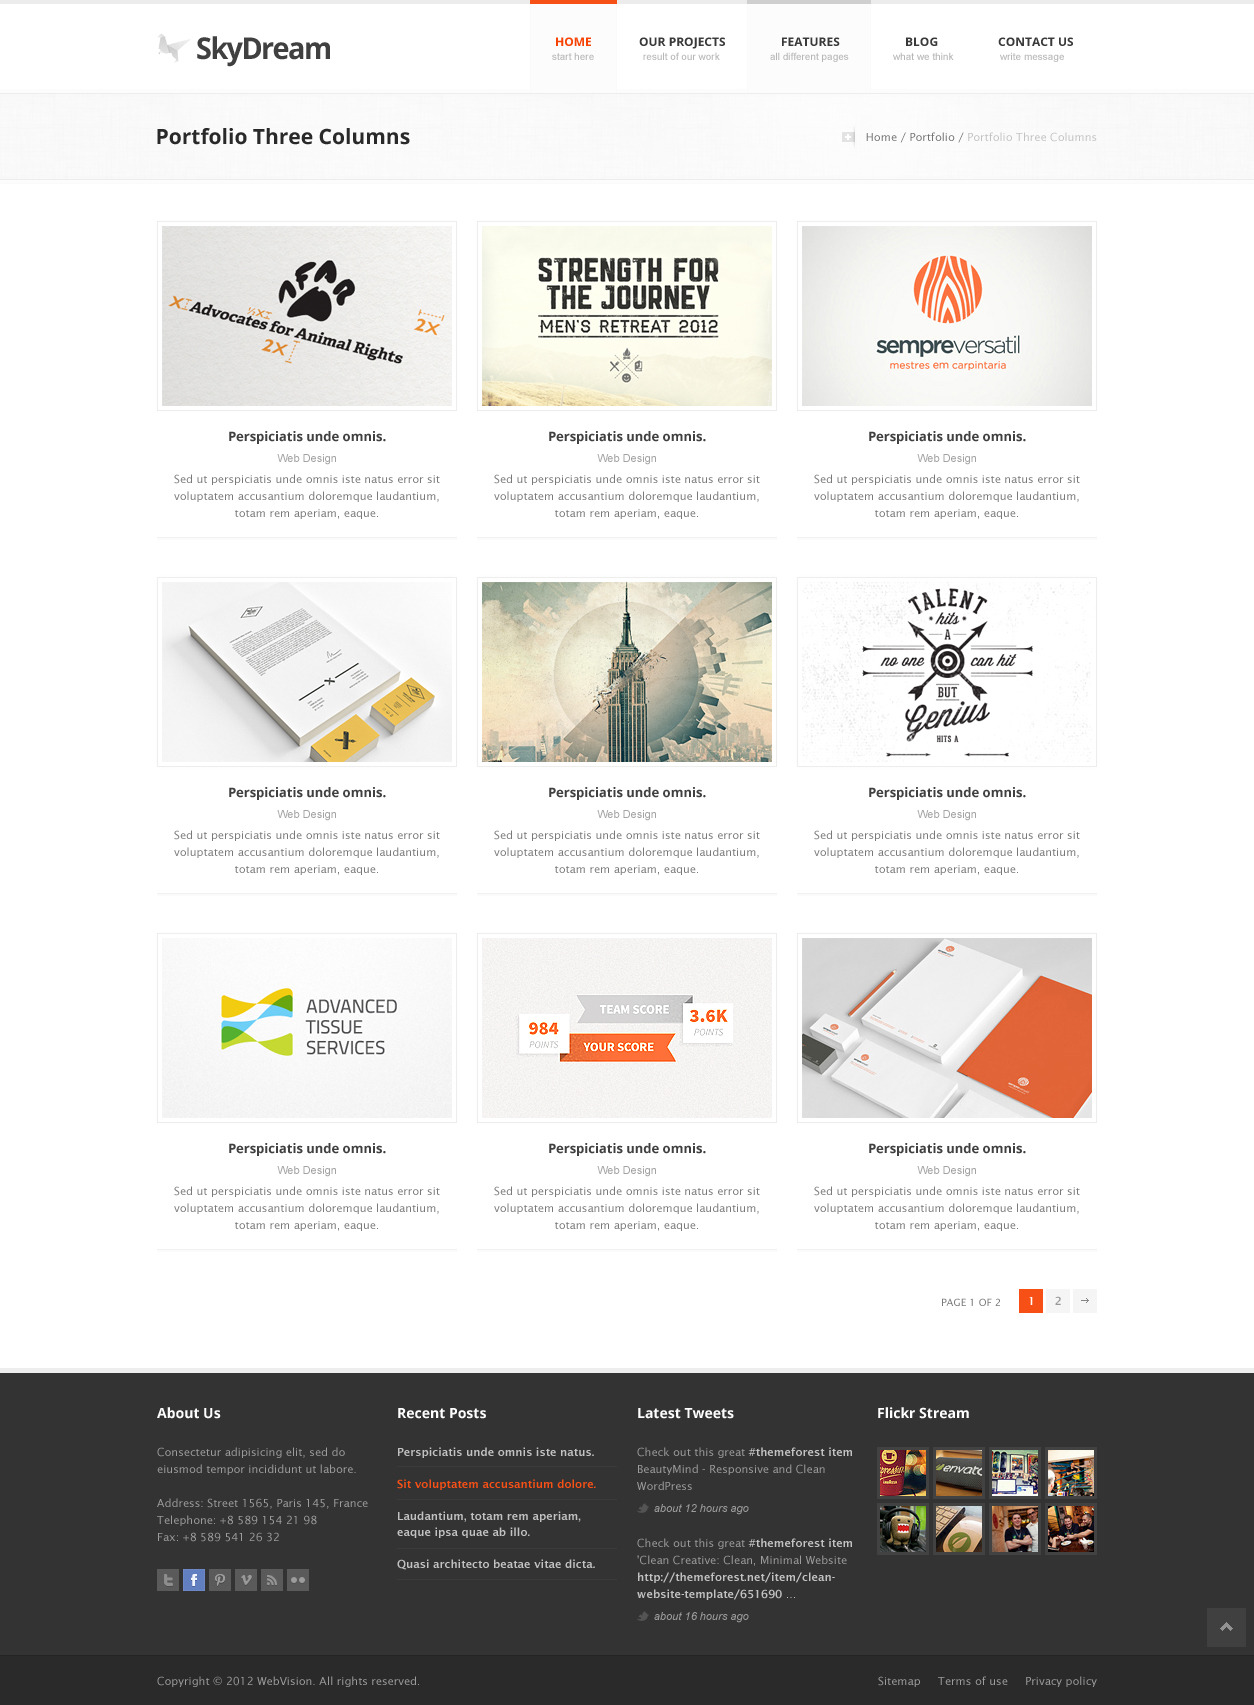 SkyDream
HOME
start here
OUR PROJECTS
result of our work
FEATURES
all different pages
BLOG
what we think
CONTACT US
write message
Portfolio Three Columns
Home / Portfolio / Portfolio Three Columns
AFAR
Advocates for Animal Rights
X
½X
2X
2X
STRENGTH FOR
THE JOURNEY
MEN'S RETREAT 2012
sempreversatil
mestres em carpintaria
Perspiciatis unde omnis.
Web Design
Sed ut perspiciatis unde omnis iste natus error sit
voluptatem accusantium doloremque laudantium,
totam rem aperiam, eaque.
Perspiciatis unde omnis.
Web Design
Sed ut perspiciatis unde omnis iste natus error sit
voluptatem accusantium doloremque laudantium,
totam rem aperiam, eaque.
Perspiciatis unde omnis.
Web Design
Sed ut perspiciatis unde omnis iste natus error sit
voluptatem accusantium doloremque laudantium,
totam rem aperiam, eaque.
TALENT
hits
A
no one can hit
BUT
Genius
HITS A
Perspiciatis unde omnis.
Web Design
Sed ut perspiciatis unde omnis iste natus error sit
voluptatem accusantium doloremque laudantium,
totam rem aperiam, eaque.
Perspiciatis unde omnis.
Web Design
Sed ut perspiciatis unde omnis iste natus error sit
voluptatem accusantium doloremque laudantium,
totam rem aperiam, eaque.
Perspiciatis unde omnis.
Web Design
Sed ut perspiciatis unde omnis iste natus error sit
voluptatem accusantium doloremque laudantium,
totam rem aperiam, eaque.
ADVANCED
TISSUE
SERVICES
TEAM SCORE
3.6K
POINTS
984
POINTS
YOUR SCORE
Perspiciatis unde omnis.
Web Design
Sed ut perspiciatis unde omnis iste natus error sit
voluptatem accusantium doloremque laudantium,
totam rem aperiam, eaque.
Perspiciatis unde omnis.
Web Design
Sed ut perspiciatis unde omnis iste natus error sit
voluptatem accusantium doloremque laudantium,
totam rem aperiam, eaque.
Perspiciatis unde omnis.
Web Design
Sed ut perspiciatis unde omnis iste natus error sit
voluptatem accusantium doloremque laudantium,
totam rem aperiam, eaque.
PAGE 1 OF 2
1
2
About Us
Consectetur adipisicing elit, sed do
eiusmod tempor incididunt ut labore.
Address: Street 1565, Paris 145, France
Telephone: +8 589 154 21 98
Fax: +8 589 541 26 32
Recent Posts
Perspiciatis unde omnis iste natus.
Sit voluptatem accusantium dolore.
Laudantium, totam rem aperiam,
eaque ipsa quae ab illo.
Quasi architecto beatae vitae dicta.
Latest Tweets
Check out this great #themeforest item
BeautyMind - Responsive and Clean
WordPress
about 12 hours ago
Check out this great #themeforest item
'Clean Creative: Clean, Minimal Website
http://themeforest.net/item/clean-
website-template/651690 ...
about 16 hours ago
Flickr Stream
envato
Copyright © 2012 WebVision. All rights reserved.
Sitemap
Terms of use
Privacy policy